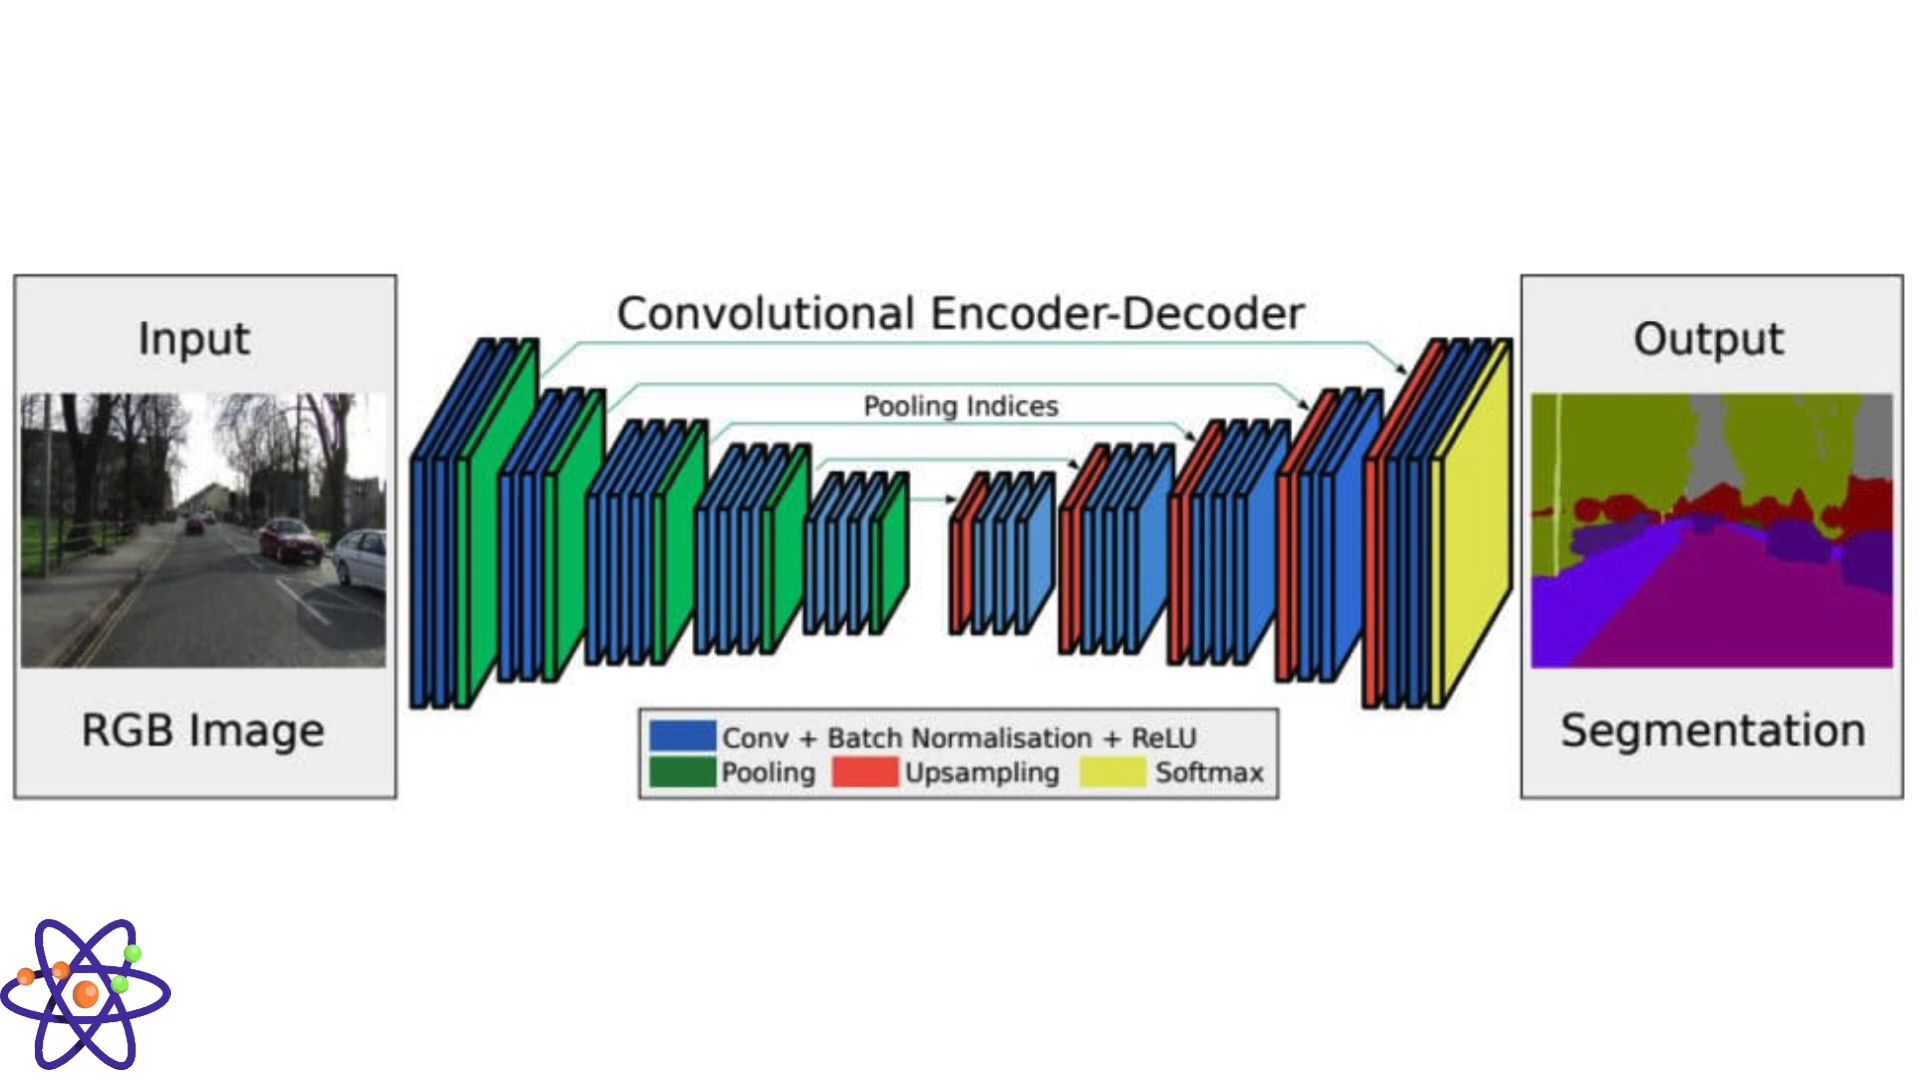 Input
RGB Image
Convolutional Encoder-Decoder
Pooling Indices
Conv + Batch Normalisation + ReLU
Pooling Upsampling Softmax
Output
Segmentation